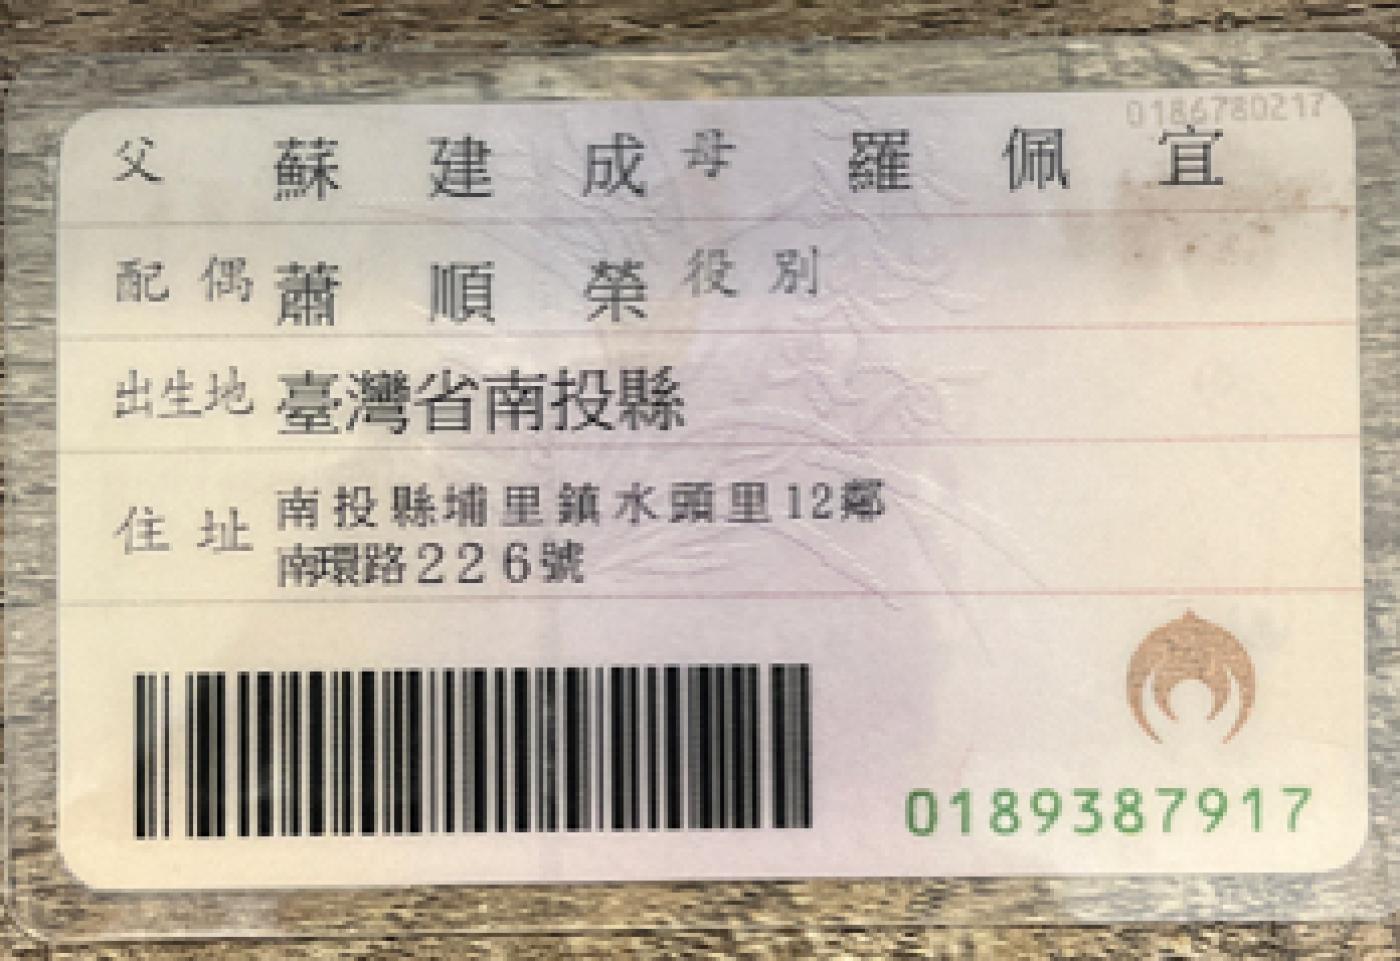 0186780217
父 蘇建成 母 羅佩宜
配偶 蕭順榮 役別
出生地 臺灣省南投縣
住址 南投縣埔里鎮水頭里12鄰
南環路226號
0189387917